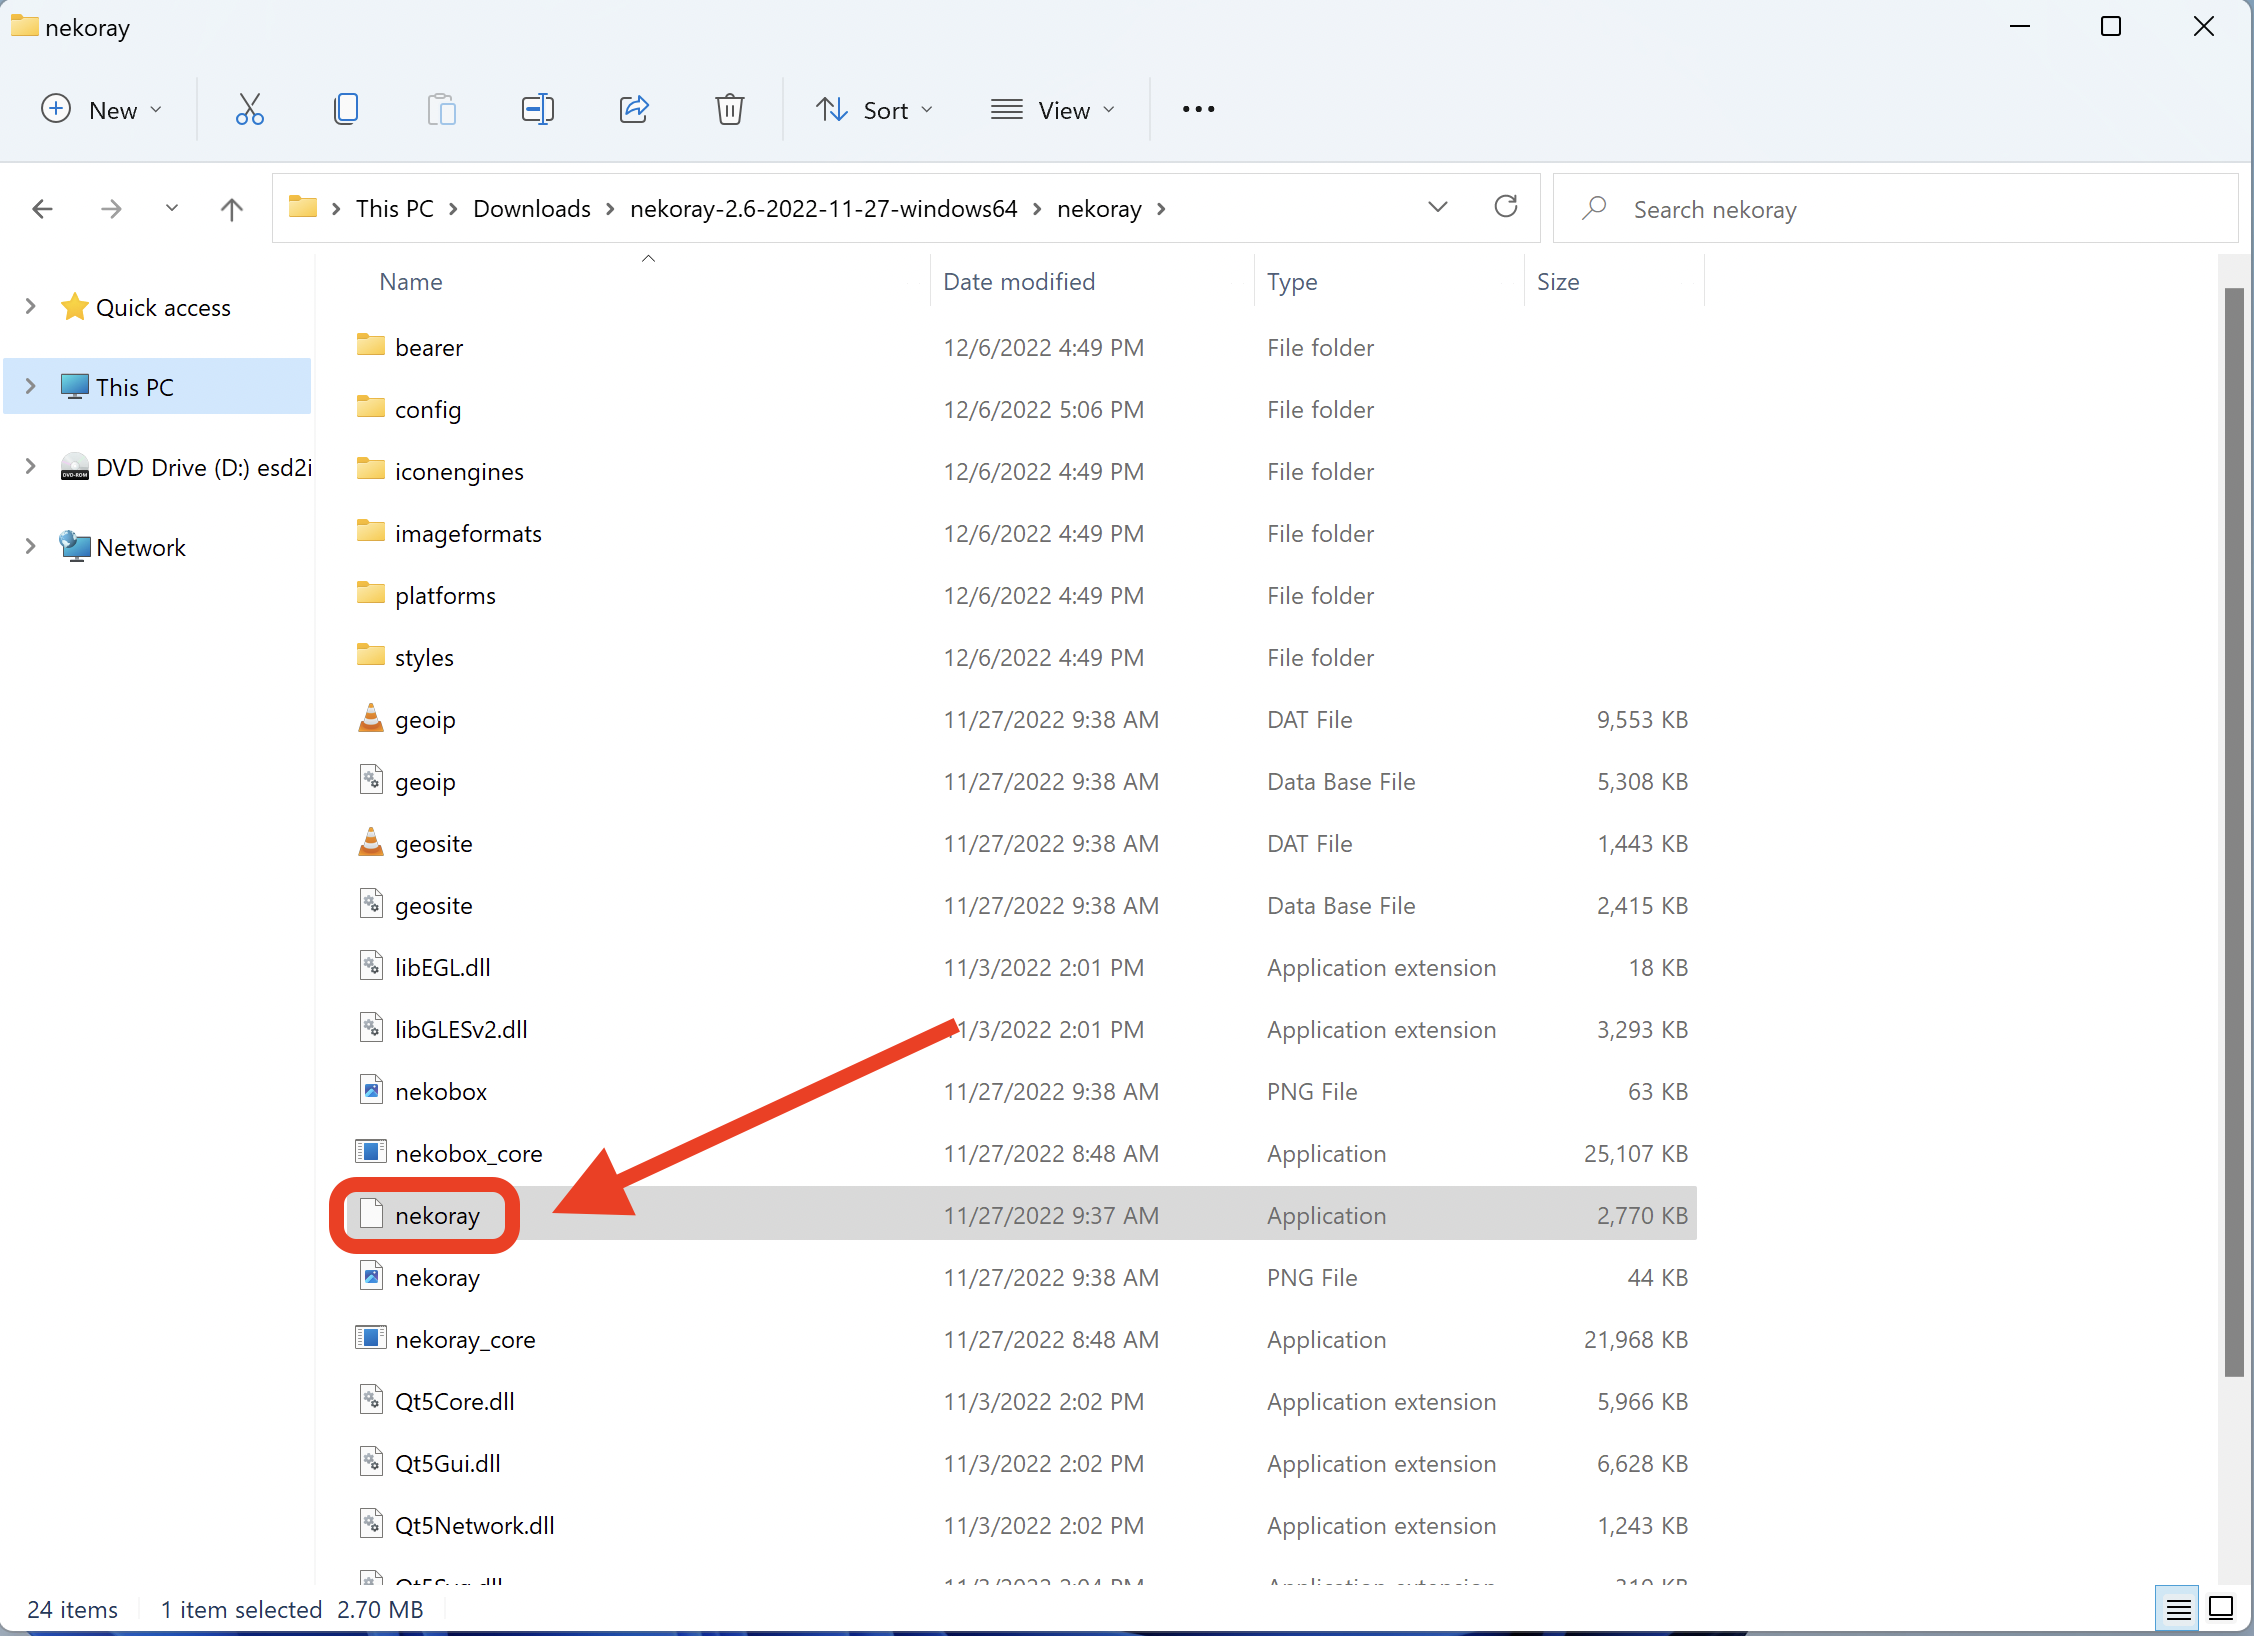 nekoray
New Sort View
This PC Downloads nekoray-2.6-2022-11-27-windows64 nekoray Search nekoray
Name Date modified Type Size
Quick access
This PC
DVD Drive (D:) esd2i
Network
bearer 12/6/2022 4:49 PM File folder
config 12/6/2022 5:06 PM File folder
iconengines 12/6/2022 4:49 PM File folder
imageformats 12/6/2022 4:49 PM File folder
platforms 12/6/2022 4:49 PM File folder
styles 12/6/2022 4:49 PM File folder
geoip 11/27/2022 9:38 AM DAT File 9,553 KB
geoip 11/27/2022 9:38 AM Data Base File 5,308 KB
geosite 11/27/2022 9:38 AM DAT File 1,443 KB
geosite 11/27/2022 9:38 AM Data Base File 2,415 KB
libEGL.dll 11/3/2022 2:01 PM Application extension 18 KB
libGLESv2.dll 1/3/2022 2:01 PM Application extension 3,293 KB
nekobox 11/27/2022 9:38 AM PNG File 63 KB
nekobox_core 11/27/2022 8:48 AM Application 25,107 KB
nekoray 11/27/2022 9:37 AM Application 2,770 KB
nekoray 11/27/2022 9:38 AM PNG File 44 KB
nekoray_core 11/27/2022 8:48 AM Application 21,968 KB
Qt5Core.dll 11/3/2022 2:02 PM Application extension 5,966 KB
Qt5Gui.dll 11/3/2022 2:02 PM Application extension 6,628 KB
Qt5Network.dll 11/3/2022 2:02 PM Application extension 1,243 KB
24 items 1 item selected 2.70 MB